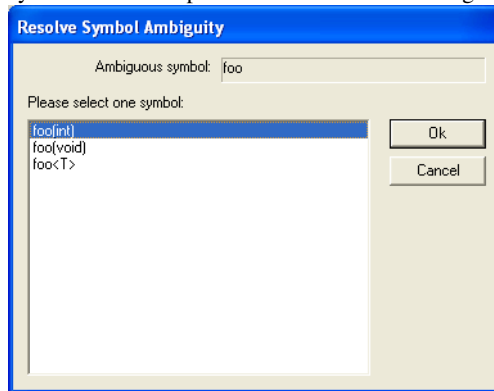 Resolve Symbol Ambiguity
Ambiguous symbol: foo
Please select one symbol:
foo(int)
foo(void)
foo<T>
Ok
Cancel